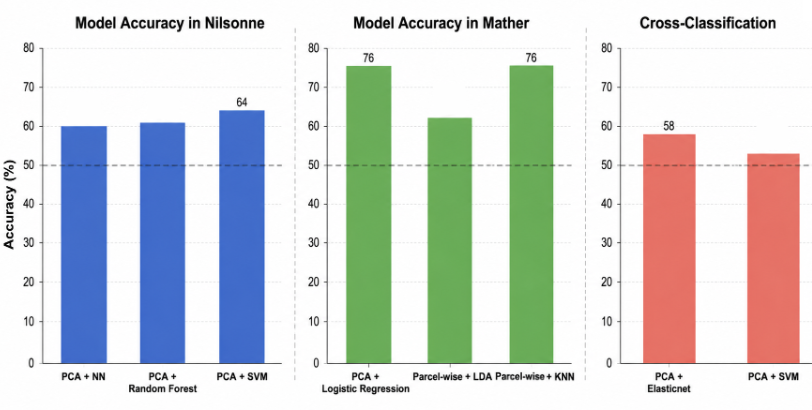 Model Accuracy in Nilsonne
Accuracy (%)
80
70
60
50
40
30
20
10
0
64
PCA + NN
PCA +
Random Forest
PCA + SVM
Model Accuracy in Mather
80
70
60
50
40
30
20
10
0
76
76
PCA +
Logistic Regression
Parcel-wise + LDA
Parcel-wise + KNN
Cross-Classification
80
70
60
50
40
30
20
10
0
58
PCA +
Elasticnet
PCA + SVM